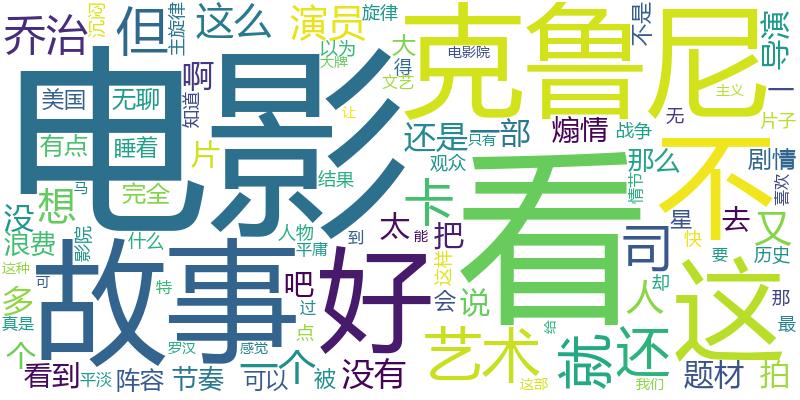 电影
看
克鲁尼
故事
好
不
这
艺术
就
还
司
卡
但
乔治
这么
演员
旋律
沉闷
主旋律
以为
大牌
大
得
文艺
啊
知道
电影院
不是
导演
一
主义
让
片子
美国
无聊
有点
睡着
片
还是
一部
只有
煽情
战争
无
完全
想
没
浪费
影院
马
什么
结果
观众
人物
平庸
到
太
能
把
这样
那么
情节
剧情
喜欢
星
去
又
快
要
历史
这种
可
多
真是
个
特
吧
过
点
会
说
人
却
那
最
看到
平淡
阵容
节奏
罗汉
感觉
一个
可以
被
没有
这部
给
我们
题材
拍